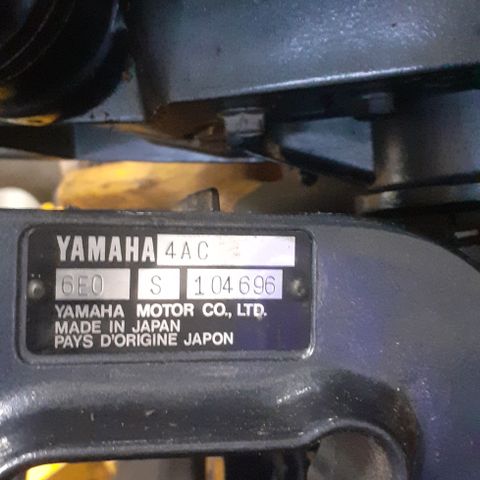 YAMAHA 4AC
6E0 S 104696
YAMAHA MOTOR CO., LTD.
MADE IN JAPAN
PAYS D'ORIGINE JAPON